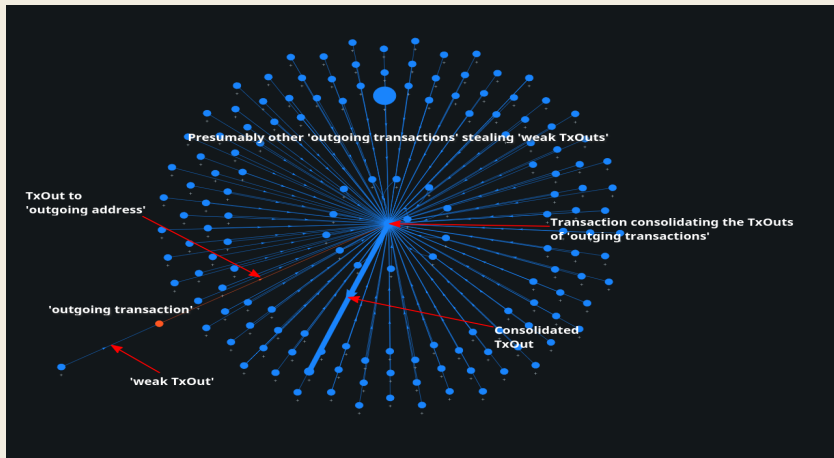 Presumably other 'outgoing transactions' stealing 'weak TxOuts'
TxOut to
'outgoing address'
Transaction consolidating the TxOuts
of 'outging transactions'
'outgoing transaction'
Consolidated
TxOut
'weak TxOut'